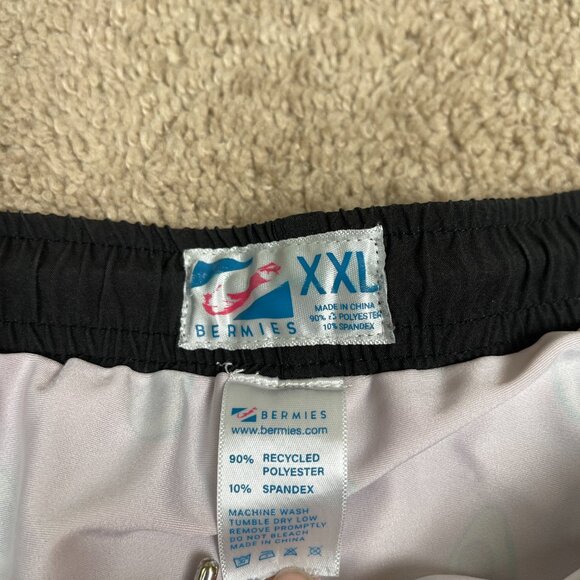 XXL
MADE IN CHINA
90% POLYESTER
10% SPANDEX
BERMIES
BERMIES
www.bermies.com
90% RECYCLED
POLYESTER
10% SPANDEX
MACHINE WASH
TUMBLE DRY LOW
REMOVE PROMPTLY
DO NOT BLEACH
MADE IN CHINA